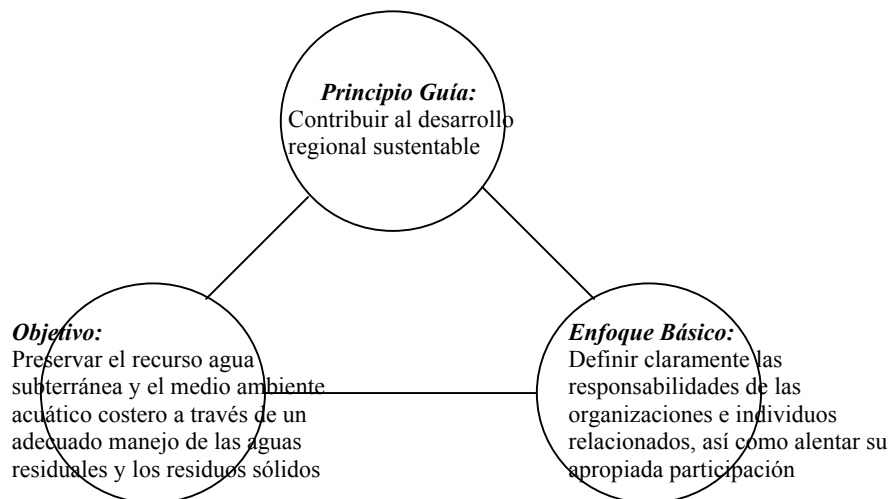 Principio Guía:
Contribuir al desarrollo
regional sustentable
Objetivo:
Preservar el recurso agua
subterránea y el medio ambiente
acuático costero a través de un
adecuado manejo de las aguas
residuales y los residuos sólidos
Enfoque Básico:
Definir claramente las
responsabilidades de las
organizaciones e individuos
relacionados, así como alentar su
apropiada participación